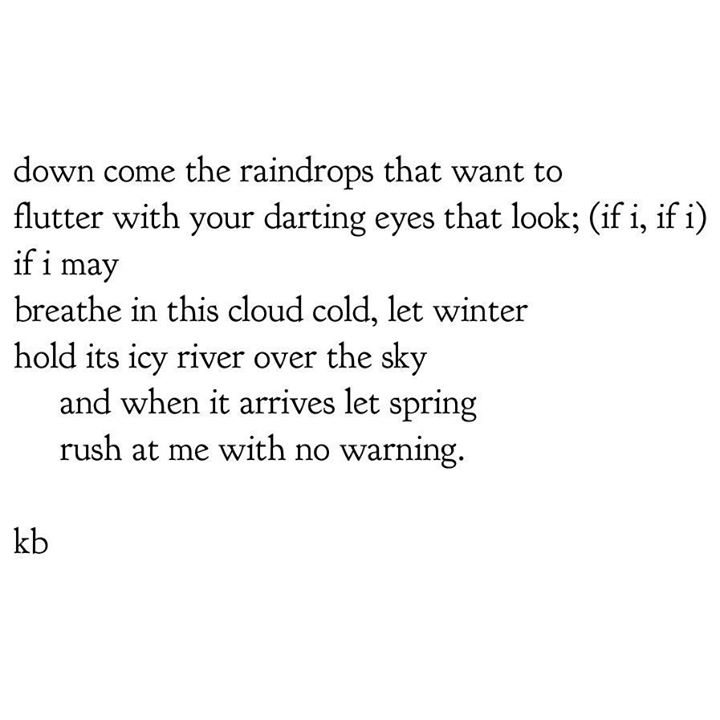 down come the raindrops that want to
flutter with your darting eyes that look; (if i, if i)
if i may
breathe in this cloud cold, let winter
hold its icy river over the sky
and when it arrives let spring
rush at me with no warning.
kb